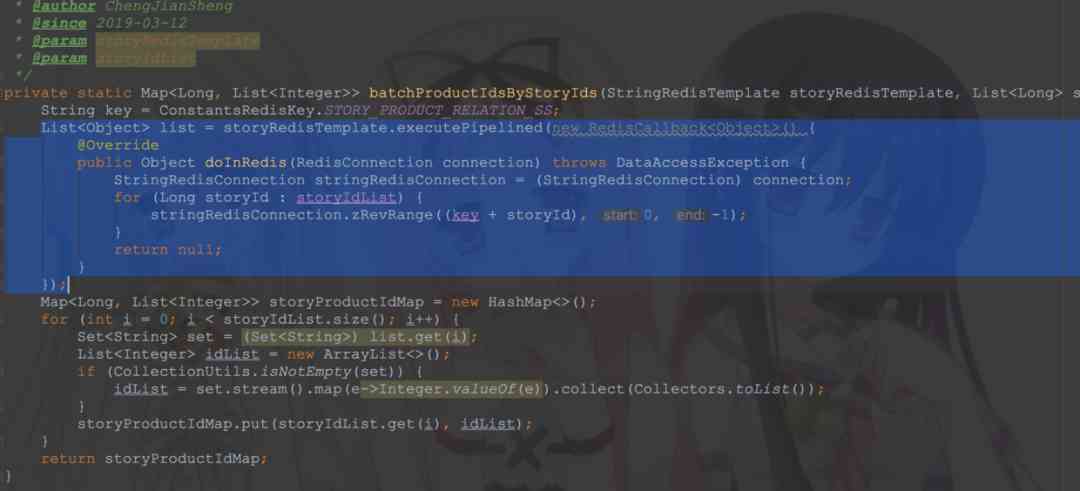 * @author ChengJianSheng
* @since 2019-03-12
* @param storyRedisTemplate
* @param storyIdList
*/
private static Map<Long, List<Integer>> batchProductIdsByStoryIds(StringRedisTemplate storyRedisTemplate, List<Long> s
String key = ConstantsRedisKey.STORY_PRODUCT_RELATION_SS;
List<Object> list = storyRedisTemplate.executePipelined(new RedisCallback<Object>() {
@Override
public Object doInRedis(RedisConnection connection) throws DataAccessException {
StringRedisConnection stringRedisConnection = (StringRedisConnection) connection;
for (Long storyId : storyIdList) {
stringRedisConnection.zRevRange((key + storyId), start: 0, end: -1);
}
return null;
}
});
Map<Long, List<Integer>> storyProductIdMap = new HashMap<>();
for (int i = 0; i < storyIdList.size(); i++) {
Set<String> set = (Set<String>) list.get(i);
List<Integer> idList = new ArrayList<>();
if (CollectionUtils.isNotEmpty(set)) {
idList = set.stream().map(e->Integer.valueOf(e)).collect(Collectors.toList());
}
storyProductIdMap.put(storyIdList.get(i), idList);
}
return storyProductIdMap;
}